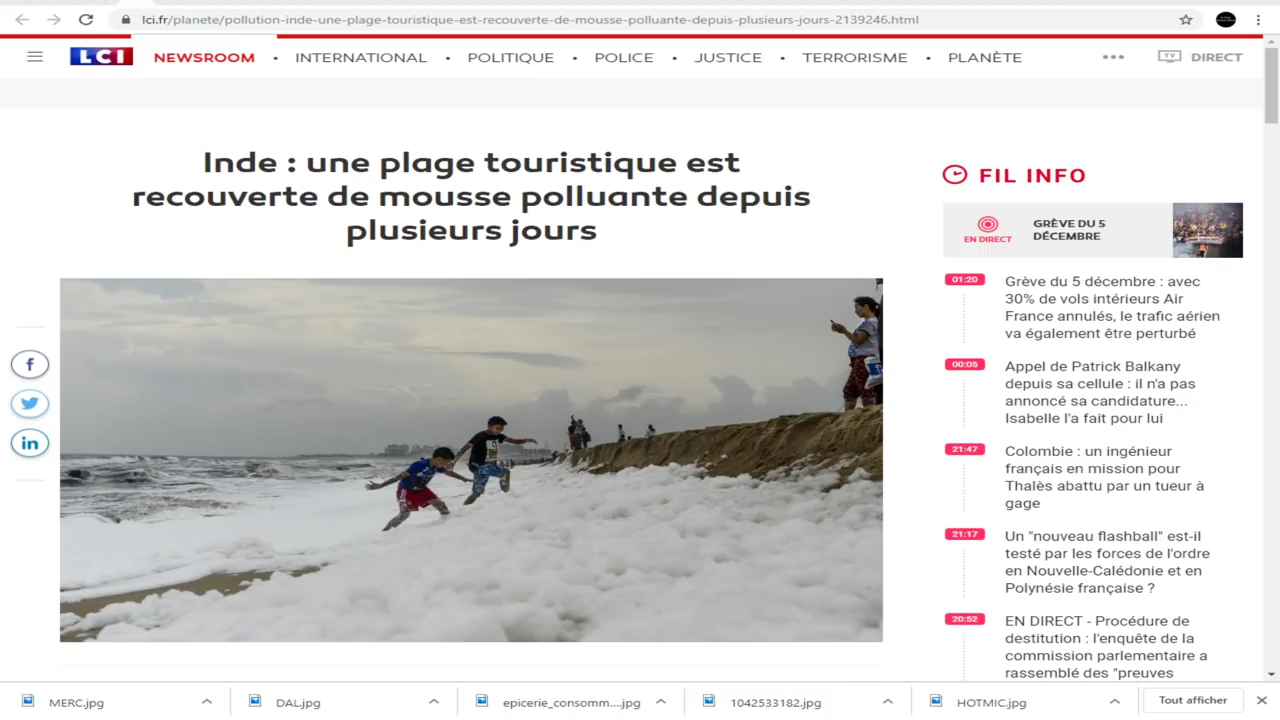 lci.fr/planete/pollution-inde-une-plage-touristique-est-recouverte-de-mousse-polluante-depuis-plusieurs-jours-2139246.html
LCI NEWSROOM • INTERNATIONAL • POLITIQUE • POLICE • JUSTICE • TERRORISME • PLANÈTE ••• TV DIRECT
Inde : une plage touristique est
recouverte de mousse polluante depuis
plusieurs jours
FIL INFO
EN DIRECT
GRÈVE DU 5
DÉCEMBRE
01:20
Grève du 5 décembre : avec
30% de vols intérieurs Air
France annulés, le trafic aérien
va également être perturbé
00:05
Appel de Patrick Balkany
depuis sa cellule : il n'a pas
annoncé sa candidature...
Isabelle l'a fait pour lui
21:47
Colombie : un ingénieur
français en mission pour
Thalès abattu par un tueur à
gage
21:17
Un "nouveau flashball" est-il
testé par les forces de l'ordre
en Nouvelle-Calédonie et en
Polynésie française ?
20:52
EN DIRECT - Procédure de
destitution : l'enquête de la
commission parlementaire a
rassemblé des "preuves
f
in
MERC.jpg
DAL.jpg
epicerie_consomm....jpg
1042533182.jpg
HOTMIC.jpg
Tout afficher